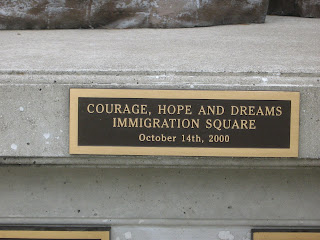 COURAGE, HOPE AND DREAMS
IMMIGRATION SQUARE
October 14th, 2000